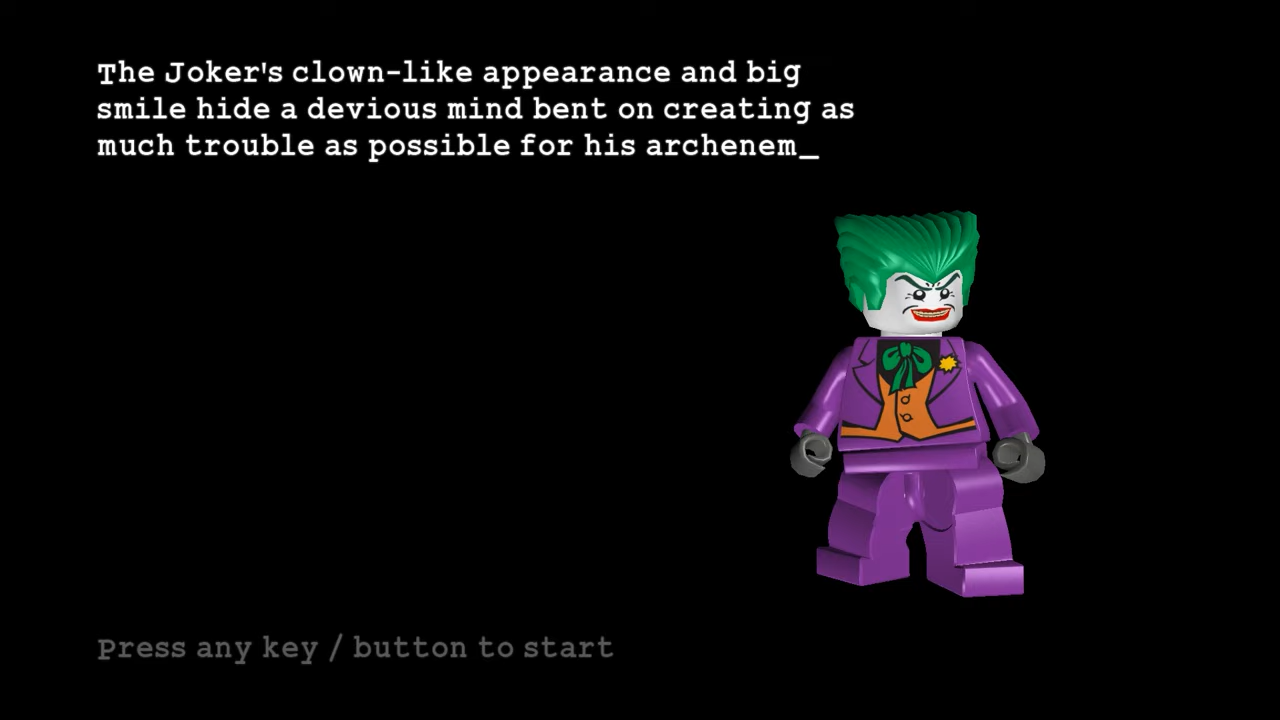 The Joker's clown-like appearance and big
smile hide a devious mind bent on creating as
much trouble as possible for his archenem_
Press any key / button to start